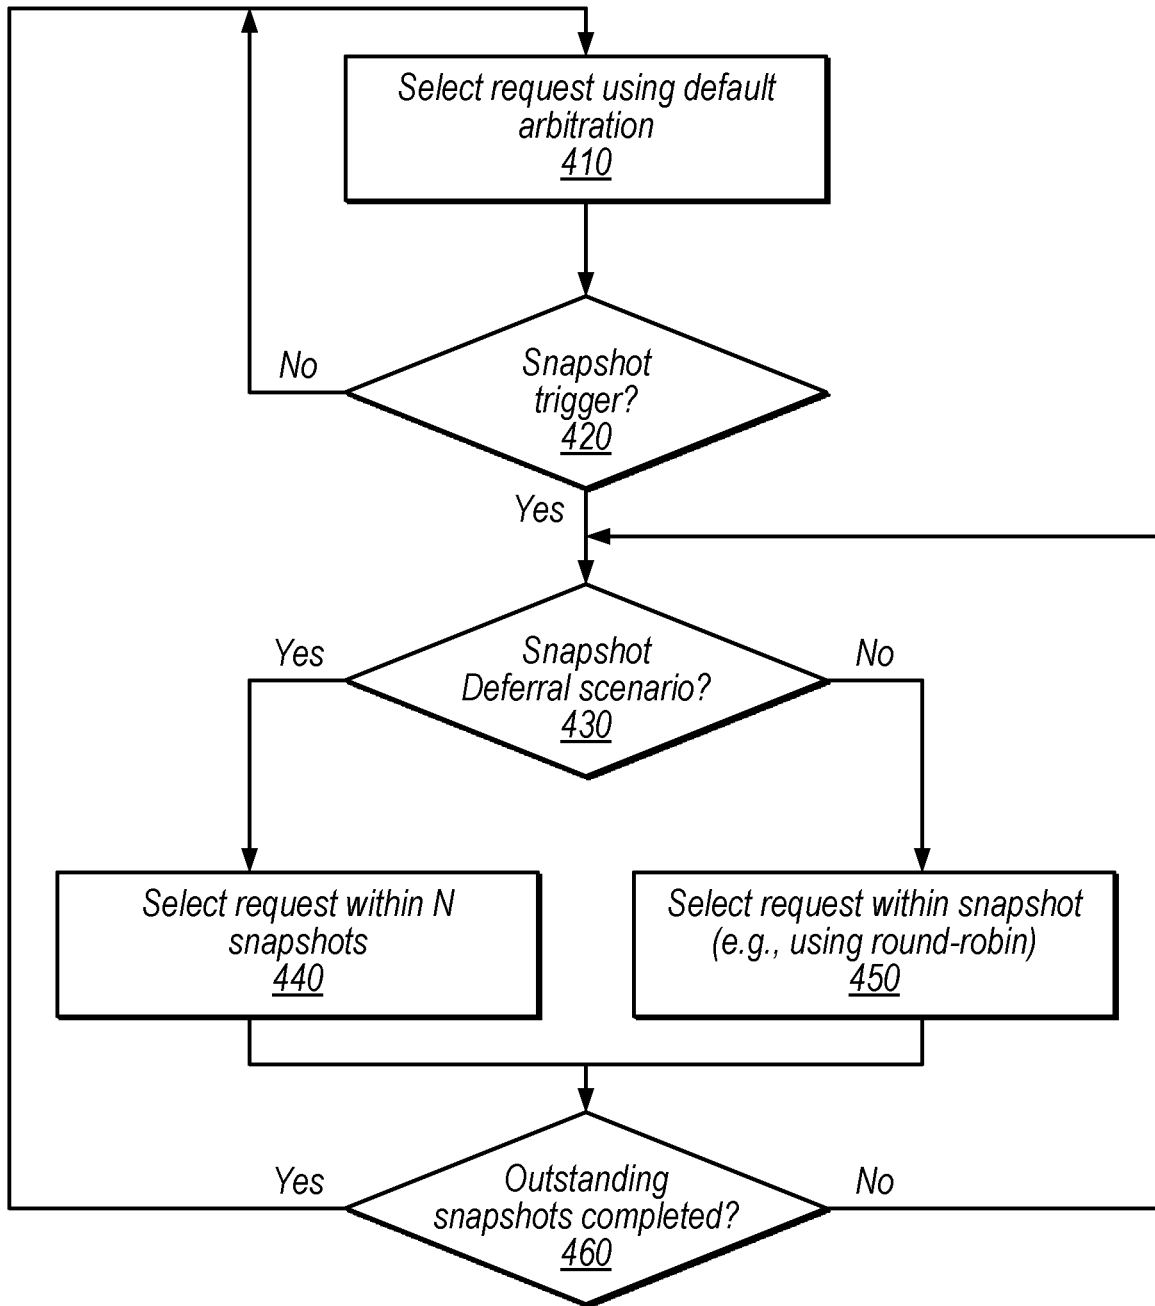 Select request using default
arbitration
410
No
Snapshot
trigger?
420
Yes
Yes
Snapshot
Deferral scenario?
430
No
Select request within N
snapshots
440
Select request within snapshot
(e.g., using round-robin)
450
Yes
Outstanding
snapshots completed?
460
No